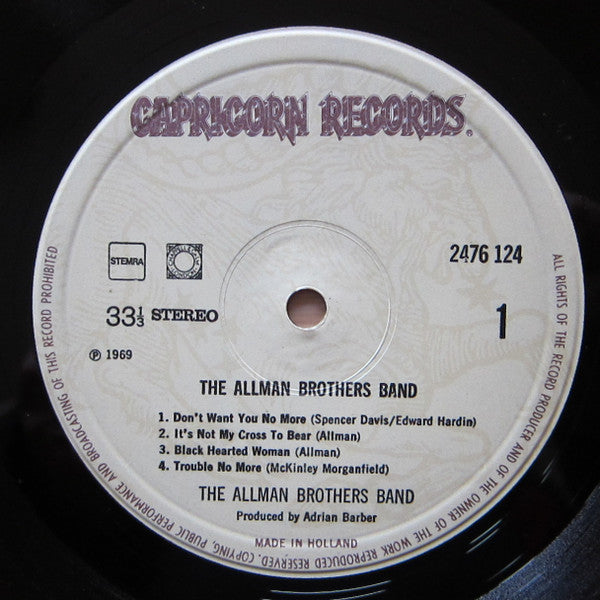 CAPRICORN RECORDS®
STEMRA
2476 124
33⅓ STEREO
1
℗ 1969
THE ALLMAN BROTHERS BAND
1. Don't Want You No More (Spencer Davis/Edward Hardin)
2. It's Not My Cross To Bear (Allman)
3. Black Hearted Woman (Allman)
4. Trouble No More (McKinley Morganfield)
THE ALLMAN BROTHERS BAND
Produced by Adrian Barber
MADE IN HOLLAND
ALL RIGHTS OF THE RECORD PRODUCER AND OF THE OWNER OF THE WORK REPRODUCED RESERVED. COPYING, PUBLIC PERFORMANCE AND BROADCASTING OF THIS RECORD PROHIBITED